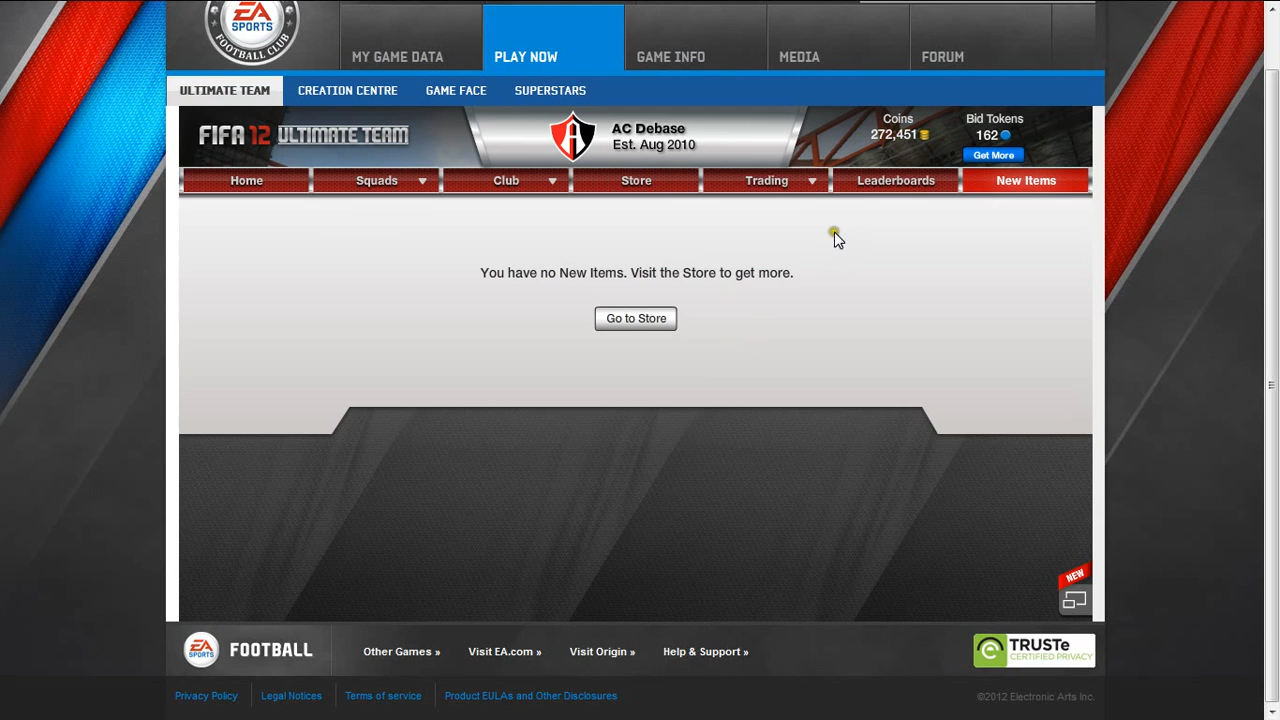 EA SPORTS FOOTBALL CLUB
MY GAME DATA
PLAY NOW
GAME INFO
MEDIA
FORUM
ULTIMATE TEAM
CREATION CENTRE
GAME FACE
SUPERSTARS
FIFA 12 ULTIMATE TEAM
AC Debase
Est. Aug 2010
Coins
272,451
Bid Tokens
162
Get More
Home
Squads
Club
Store
Trading
Leaderboards
New Items
You have no New Items. Visit the Store to get more.
Go to Store
NEW
EA SPORTS
FOOTBALL
Other Games »
Visit EA.com »
Visit Origin »
Help & Support »
TRUSTe
CERTIFIED PRIVACY
Privacy Policy
Legal Notices
Terms of service
Product EULAs and Other Disclosures
©2012 Electronic Arts Inc.